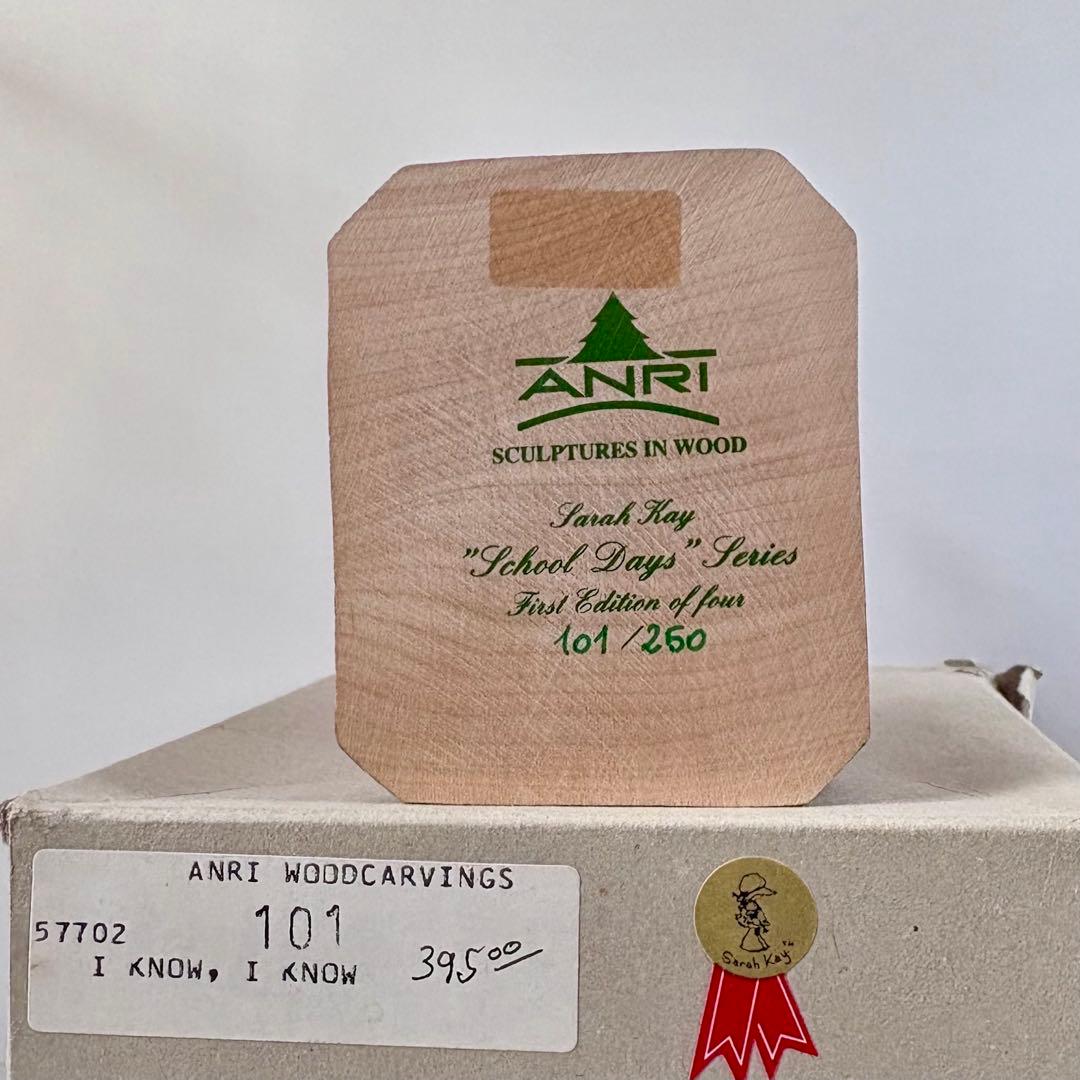 ANRI
SCULPTURES IN WOOD
Sarah Kay
"School Days" Series
First Edition of four
101/250
ANRI WOODCARVINGS
57702 101
I KNOW, I KNOW 395.00
Sarah Kay TM